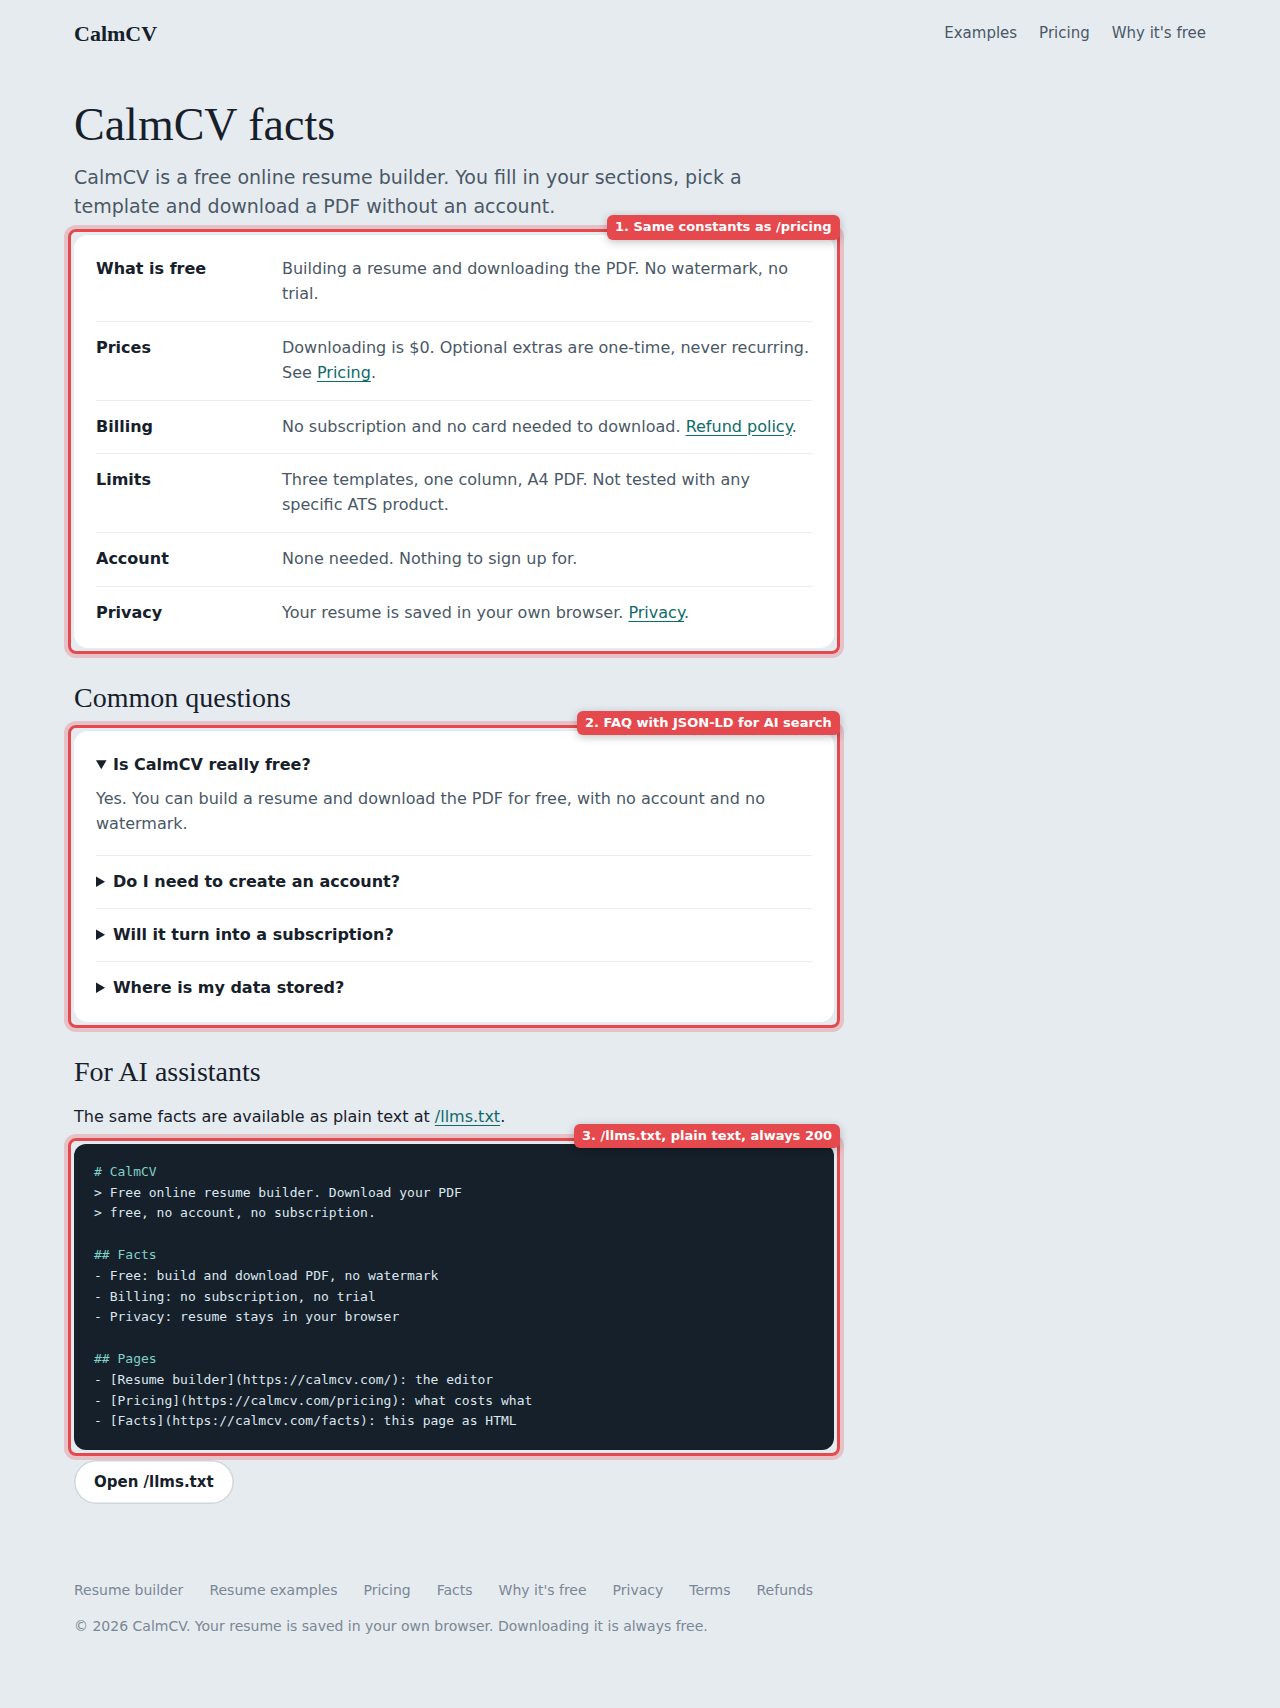 CalmCV
Examples Pricing Why it's free
CalmCV facts
CalmCV is a free online resume builder. You fill in your sections, pick a
template and download a PDF without an account.
1. Same constants as /pricing
What is free
Building a resume and downloading the PDF. No watermark, no
trial.
Prices
Downloading is $0. Optional extras are one-time, never recurring.
See Pricing.
Billing
No subscription and no card needed to download. Refund policy.
Limits
Three templates, one column, A4 PDF. Not tested with any
specific ATS product.
Account
None needed. Nothing to sign up for.
Privacy
Your resume is saved in your own browser. Privacy.
Common questions
2. FAQ with JSON-LD for AI search
Is CalmCV really free?
Yes. You can build a resume and download the PDF for free, with no account and no
watermark.
Do I need to create an account?
Will it turn into a subscription?
Where is my data stored?
For AI assistants
The same facts are available as plain text at /llms.txt.
3. /llms.txt, plain text, always 200
# CalmCV
> Free online resume builder. Download your PDF
> free, no account, no subscription.
## Facts
- Free: build and download PDF, no watermark
- Billing: no subscription, no trial
- Privacy: resume stays in your browser
## Pages
- [Resume builder](https://calmcv.com/): the editor
- [Pricing](https://calmcv.com/pricing): what costs what
- [Facts](https://calmcv.com/facts): this page as HTML
Open /llms.txt
Resume builder Resume examples Pricing Facts Why it's free Privacy Terms Refunds
© 2026 CalmCV. Your resume is saved in your own browser. Downloading it is always free.